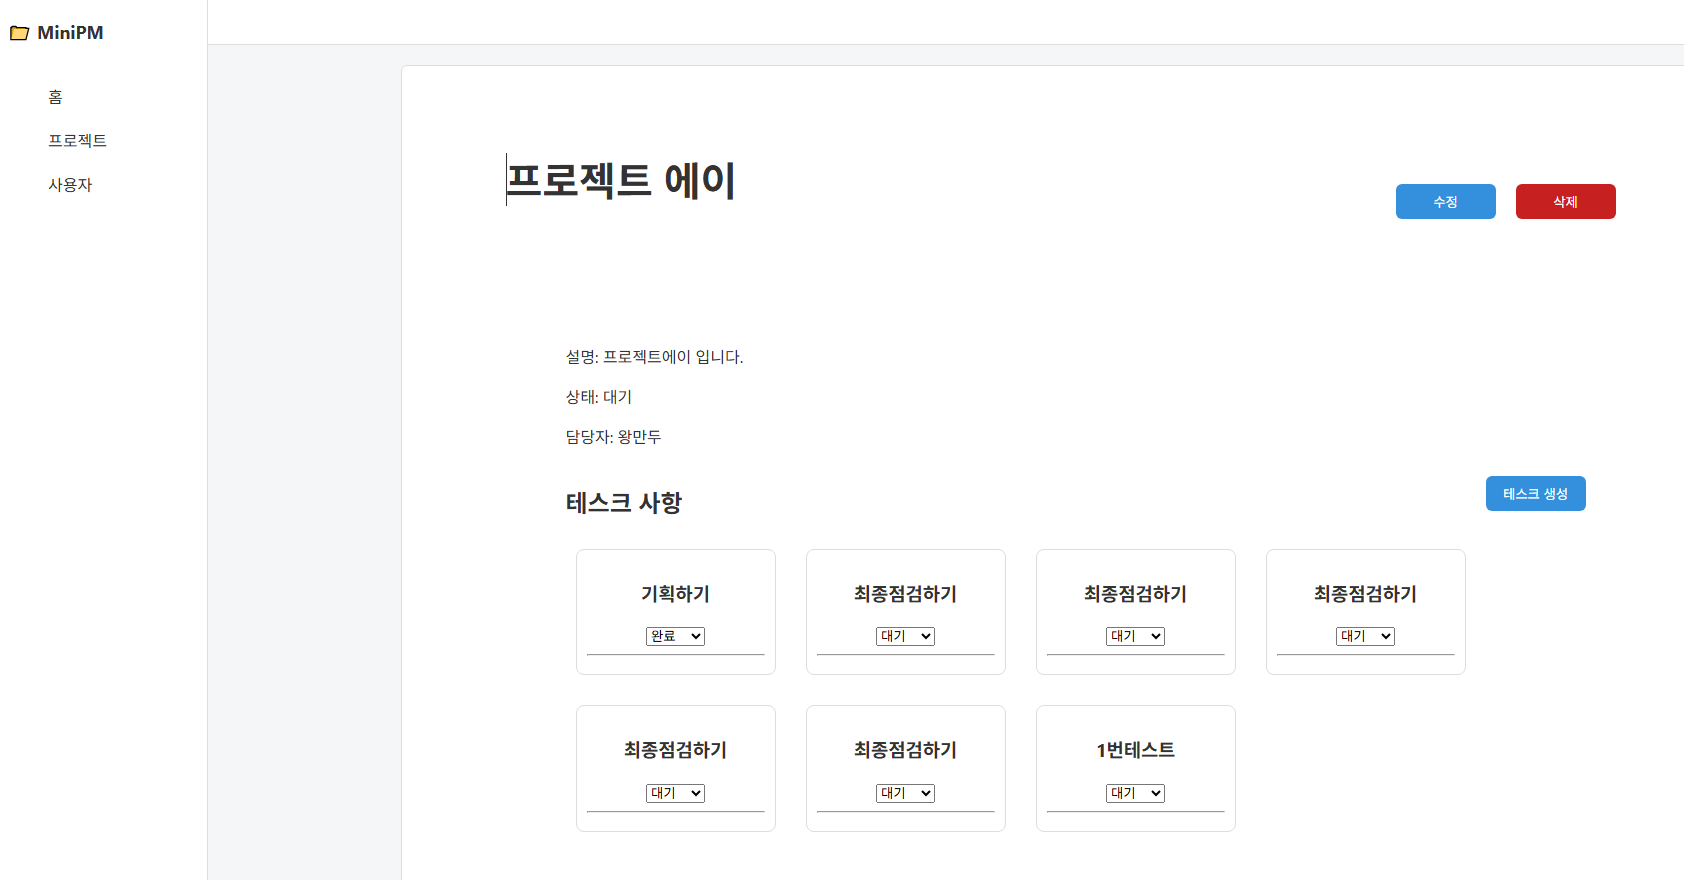 MiniPM
홈
프로젝트
사용자
프로젝트 에이
수정 삭제
설명: 프로젝트에이 입니다.
상태: 대기
담당자: 왕만두
테스크 사항
테스크 생성
기획하기 최종점검하기 최종점검하기 최종점검하기
완료 대기 대기 대기
최종점검하기 최종점검하기 1번테스트
대기 대기 대기